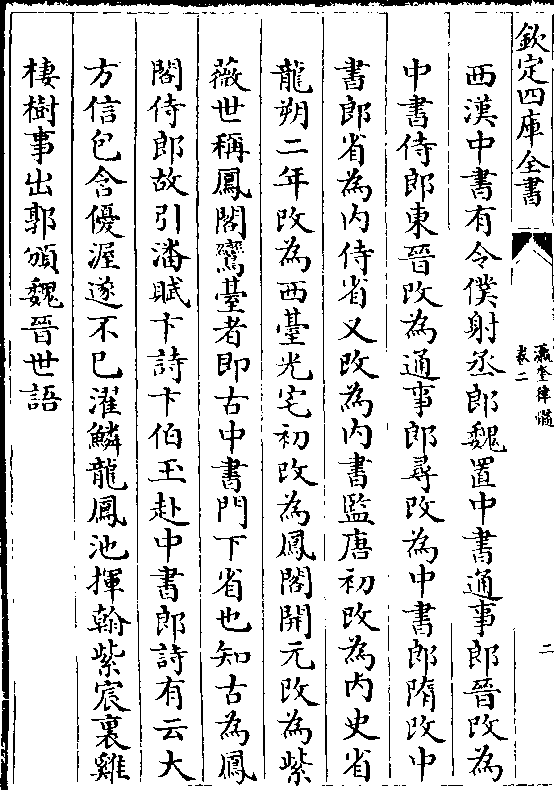 欽定四庫全書
瀛奎律髓
卷二
二
西漢中書有令僕射丞郎魏置中書通事郎晉改為
中書侍郎東晉改為通事郎尋改為中書郎隋改中
書郎省為内侍省又改為内書監唐初改為内史省
龍朔二年改為西臺光宅初改為鳳閣開元改為紫
薇世稱鳳閣鸞臺者即古中書門下省也知古為鳳
閣侍郎故引潘賦卞詩卞伯玉赴中書郎詩有云大
方信包含優渥遂不已濯鱗龍鳳池揮翰紫宸裏雞
棲樹事出郭頒魏晉世語